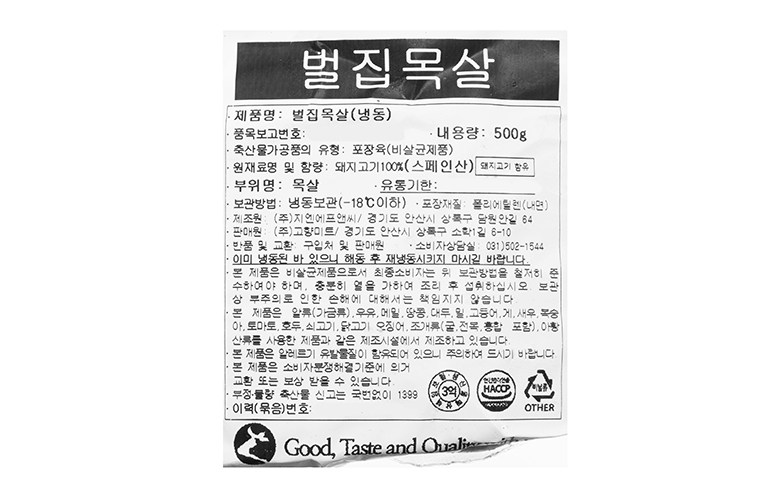 벌집목살
· 제품명: 벌집목살(냉동)
· 품목보고번호: · 내용량: 500g
· 축산물가공품의 유형: 포장육(비살균제품)
· 원재료명 및 함량: 돼지고기100%(스페인산) 돼지고기 함유
· 부위명: 목살 · 유통기한:
· 보관방법: 냉동보관(-18℃이하) · 포장재질: 폴리에틸렌(내면)
· 제조원: (주)지엔에프앤씨/ 경기도 안산시 상록구 담원안길 64
· 판매원: (주)고향미트/ 경기도 안산시 상록구 소학1길 6-10
· 반품 및 교환: 구입처 및 판매원 · 소비자상담실: 031)502-1544
· 이미 냉동된 바 있으니 해동 후 재냉동시키지 마시길 바랍니다.
· 본 제품은 비살균제품으로서 최종소비자는 위 보관방법을 철저히 준
수하여야 하며, 충분히 열을 가하여 조리 후 섭취하십시오. 보관
상 부주의로 인한 손해에 대해서는 책임지지 않습니다.
· 본 제품은 알류(가금류),우유,메밀,땅콩,대두,밀,고등어,게,새우,복숭
아,토마토,호두,쇠고기,닭고기 오징어,조개류(굴,전복,홍합 포함),아황
산류를 사용한 제품과 같은 제조시설에서 제조하고 있습니다.
· 본 제품은 알레르기 유발물질이 함유되어 있으니 주의하여 드시기 바랍니다.
· 본 제품은 소비자분쟁해결기준에 의거
교환 또는 보상 받을 수 있습니다.
· 부정·불량 축산물 신고는 국번없이 1399
· 이력(묶음)번호:
3억
HACCP
비닐류
OTHER
Good, Taste and Quality